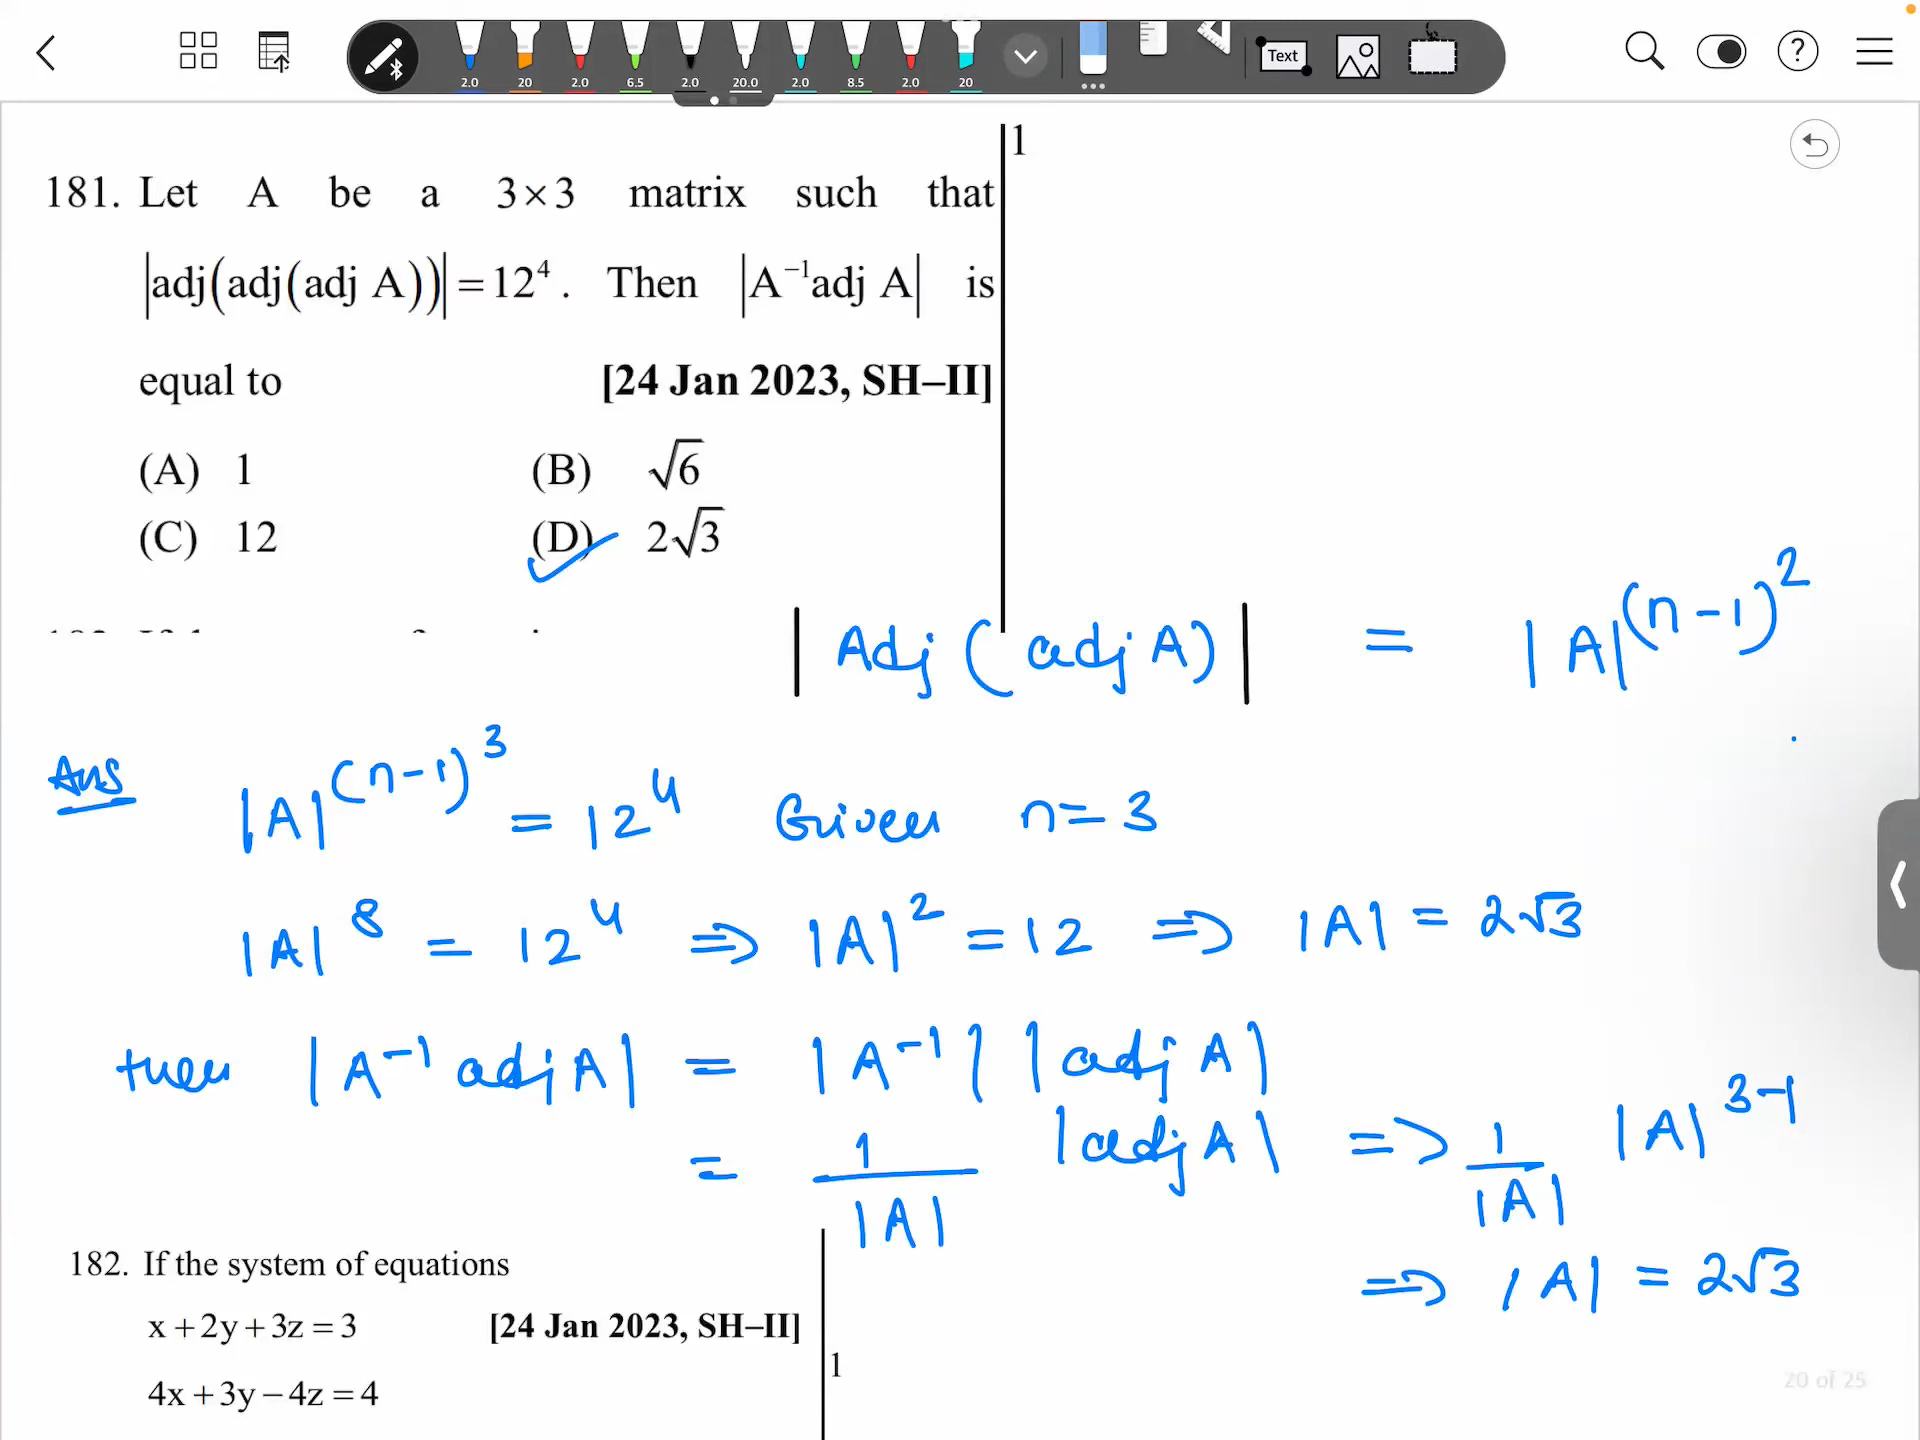 2.0 20 2.0 6.5 2.0 20.0 2.0 8.5 2.0 20 Text
1
181. Let A be a 3×3 matrix such that
|adj(adj(adj A))| = 12⁴. Then |A⁻¹adj A| is
equal to [24 Jan 2023, SH–II]
(A) 1 (B) √6
(C) 12 (D) 2√3
|Adj(adj A)| = |A|^(n-1)^2
Ans |A|^(n-1)^3 = 12^4 Given n=3
|A|^8 = 12^4 ⇒ |A|^2 = 12 ⇒ |A| = 2√3
then |A^-1 adj A| = |A^-1| |adj A|
= 1/|A| |adj A| => 1/|A| |A|^3-1
⇒ |A| = 2√3
182. If the system of equations
x + 2y + 3z = 3 [24 Jan 2023, SH–II]
1
4x + 3y – 4z = 4
20 of 25